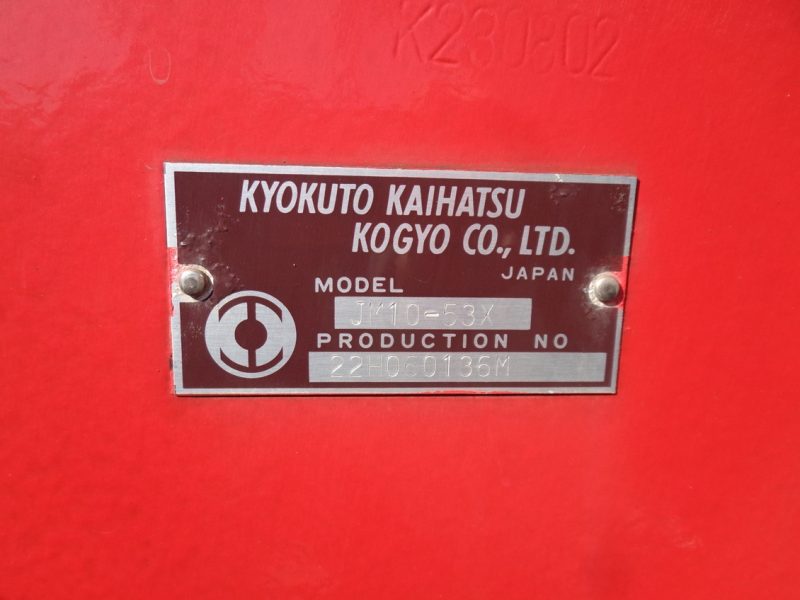 K230802
KYOKUTO KAIHATSU
KOGYO CO., LTD.
JAPAN
MODEL
JM10-53X
PRODUCTION NO
22H060136M